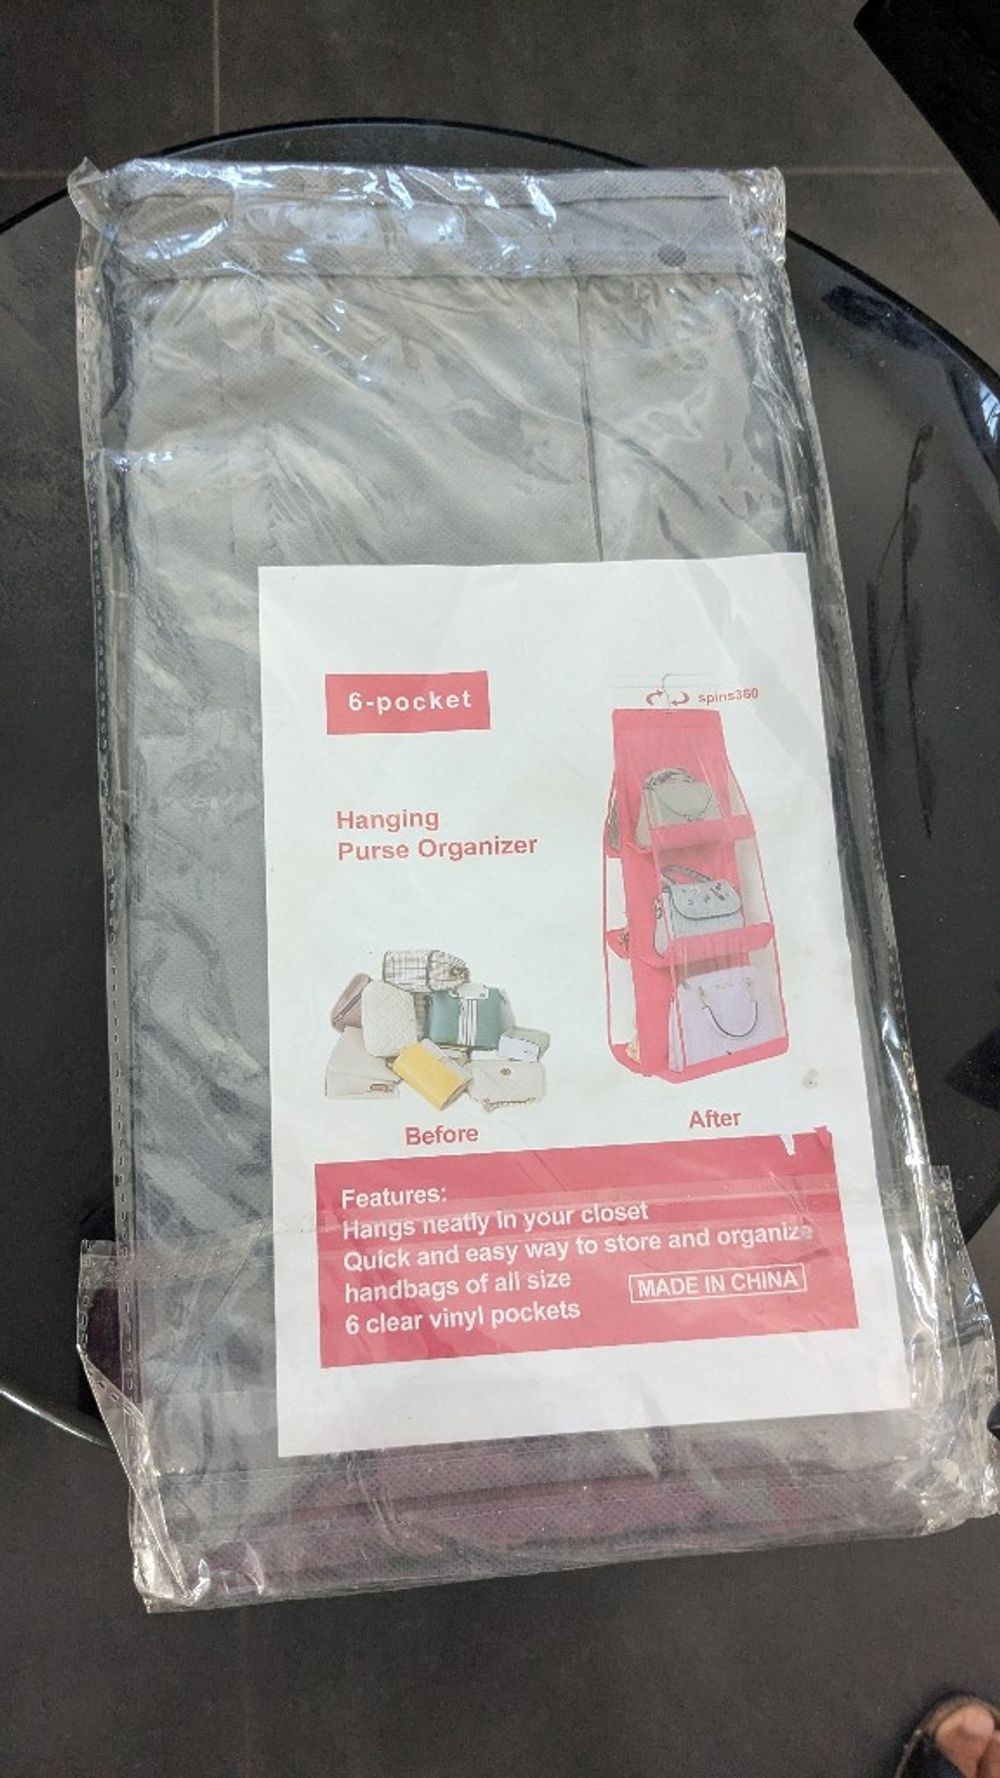 6-pocket
spins360
Hanging
Purse Organizer
Before
After
Features:
Hangs neatly in your closet
Quick and easy way to store and organize
handbags of all size
MADE IN CHINA
6 clear vinyl pockets